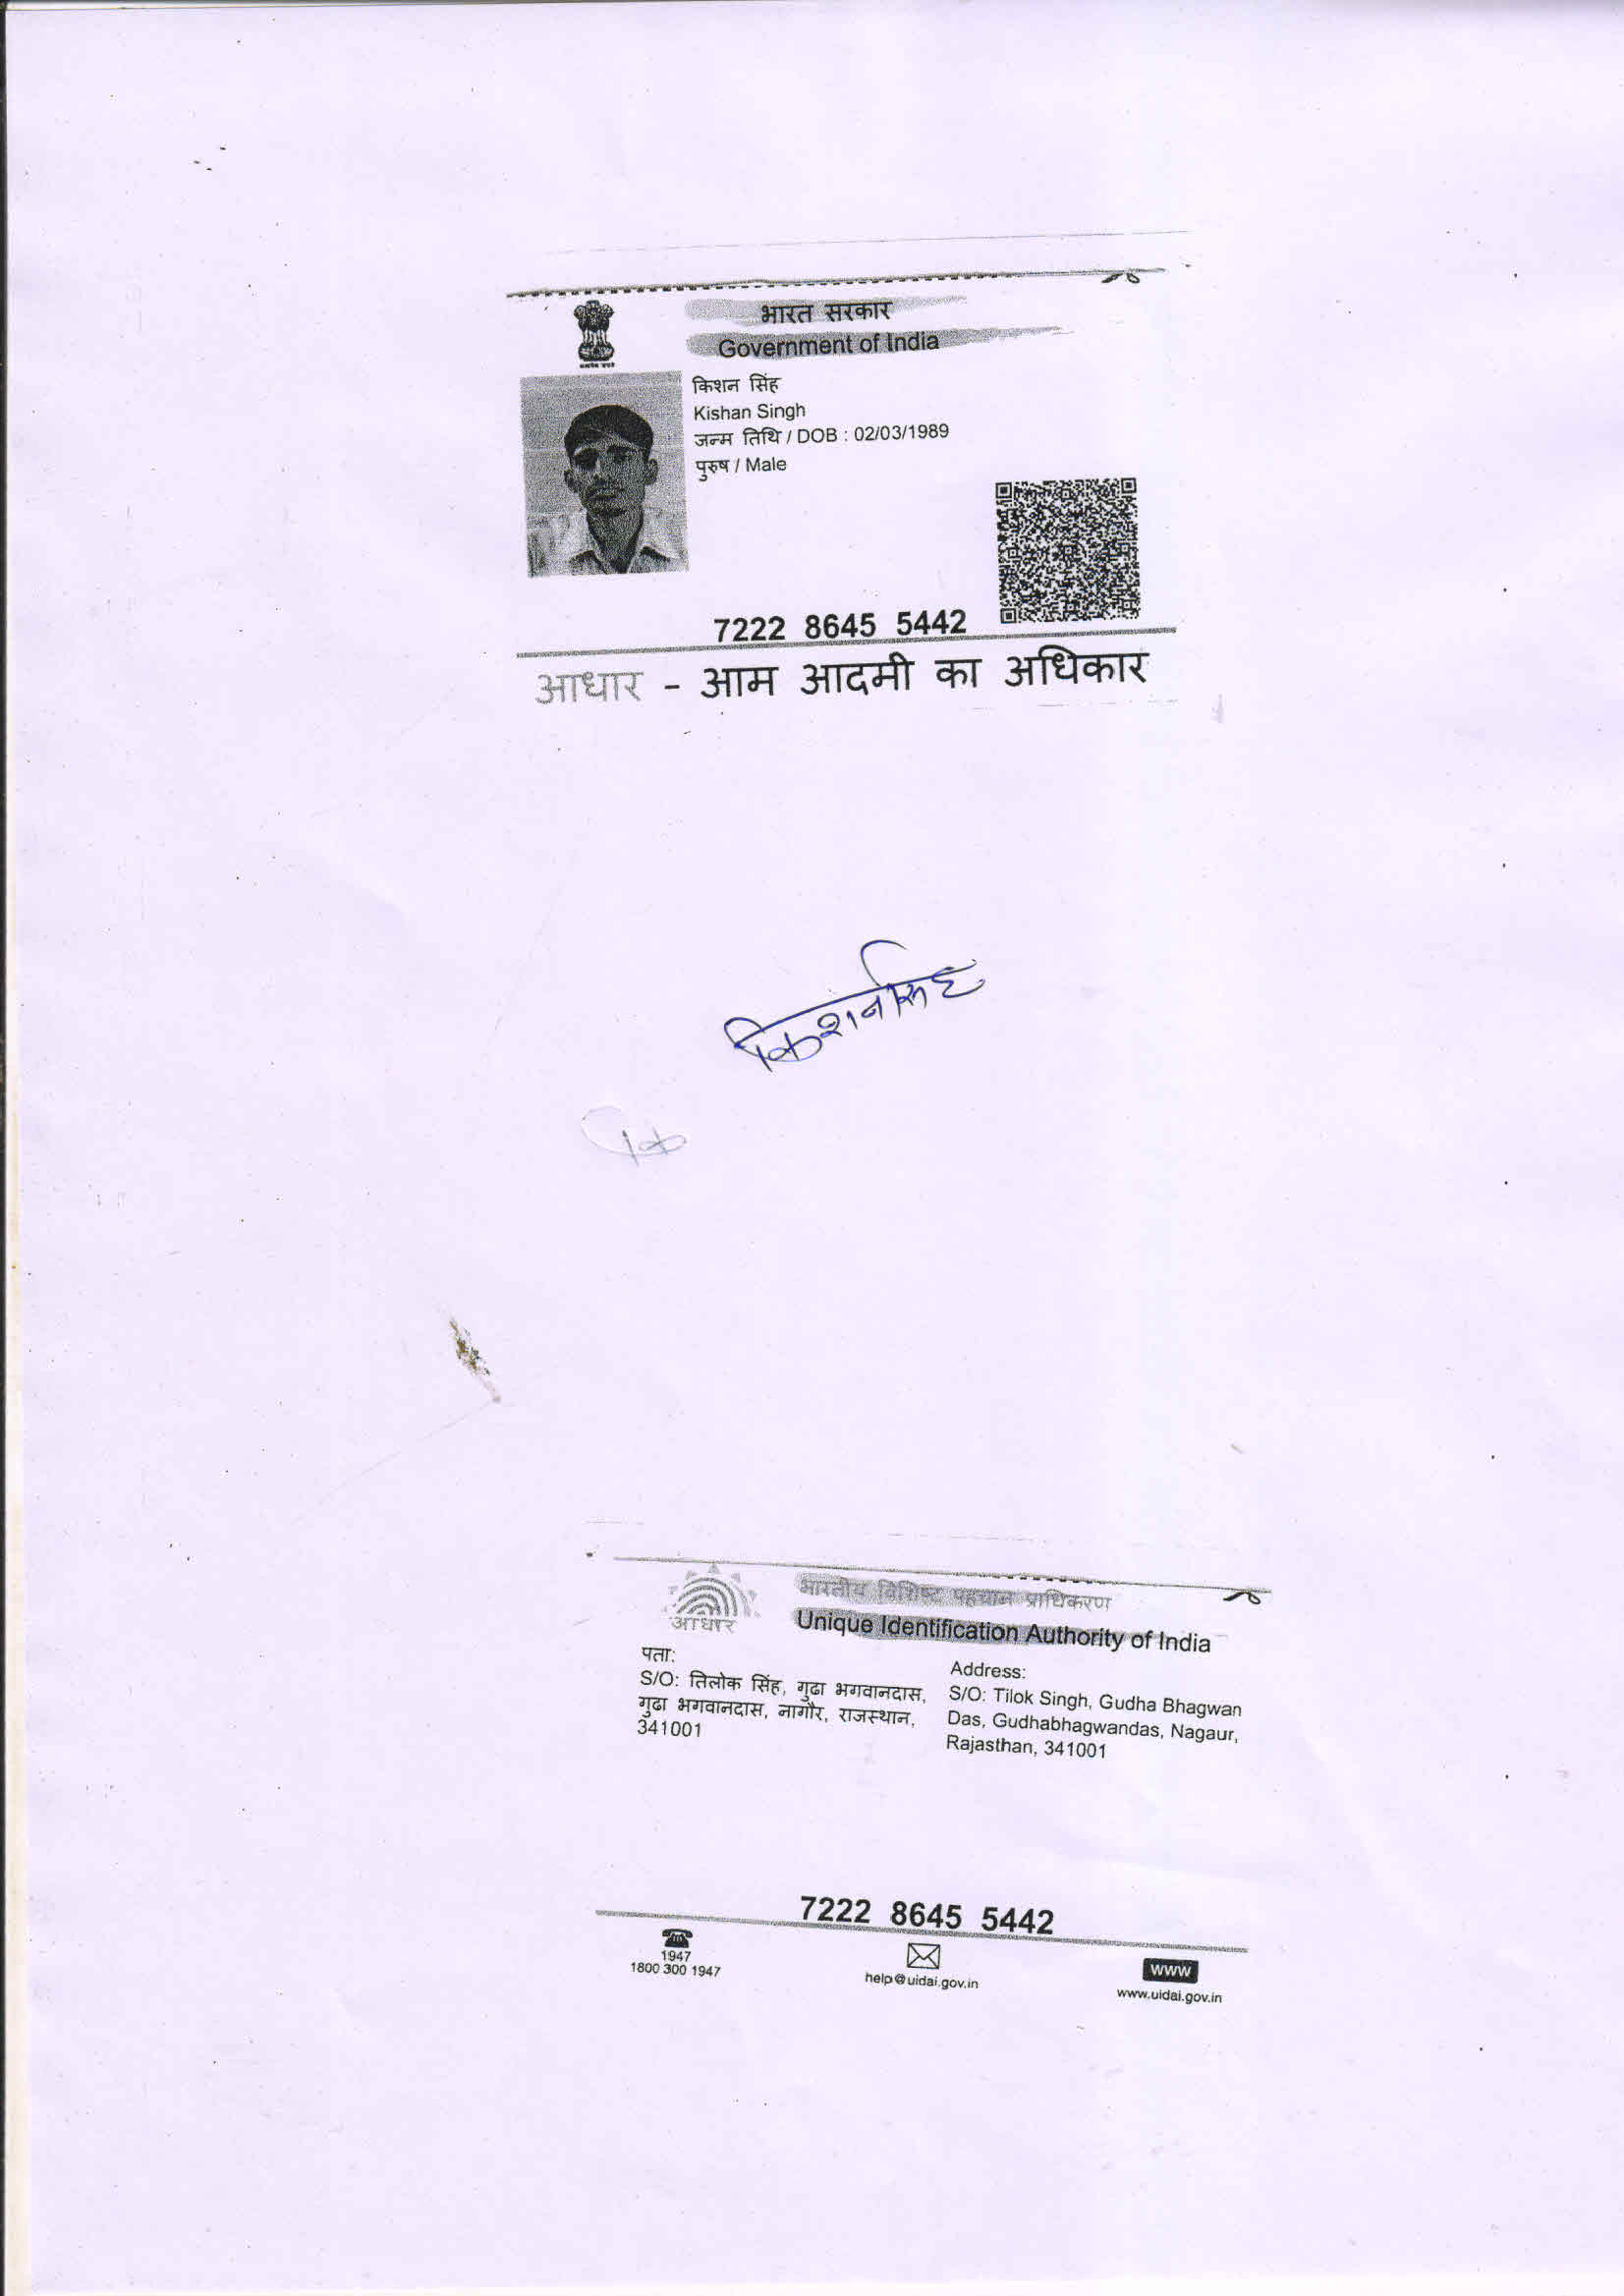 भारत सरकार
Government of India
किशन सिंह
Kishan Singh
जन्म तिथि / DOB : 02/03/1989
पुरुष / Male
7222 8645 5442
आधार - आम आदमी का अधिकार
किशनसिंह
कि
भारतीय विशिष्ट पहचान प्राधिकरण
आधार
Unique Identification Authority of India
पता:
S/O: तिलोक सिंह, गुढा भगवानदास,
गुढा भगवानदास, नागौर, राजस्थान,
341001
Address:
S/O: Tilok Singh, Gudha Bhagwan
Das, Gudhabhagwandas, Nagaur,
Rajasthan, 341001
7222 8645 5442
1947
1800 300 1947
help@uidai.gov.in
www
www.uidai.gov.in